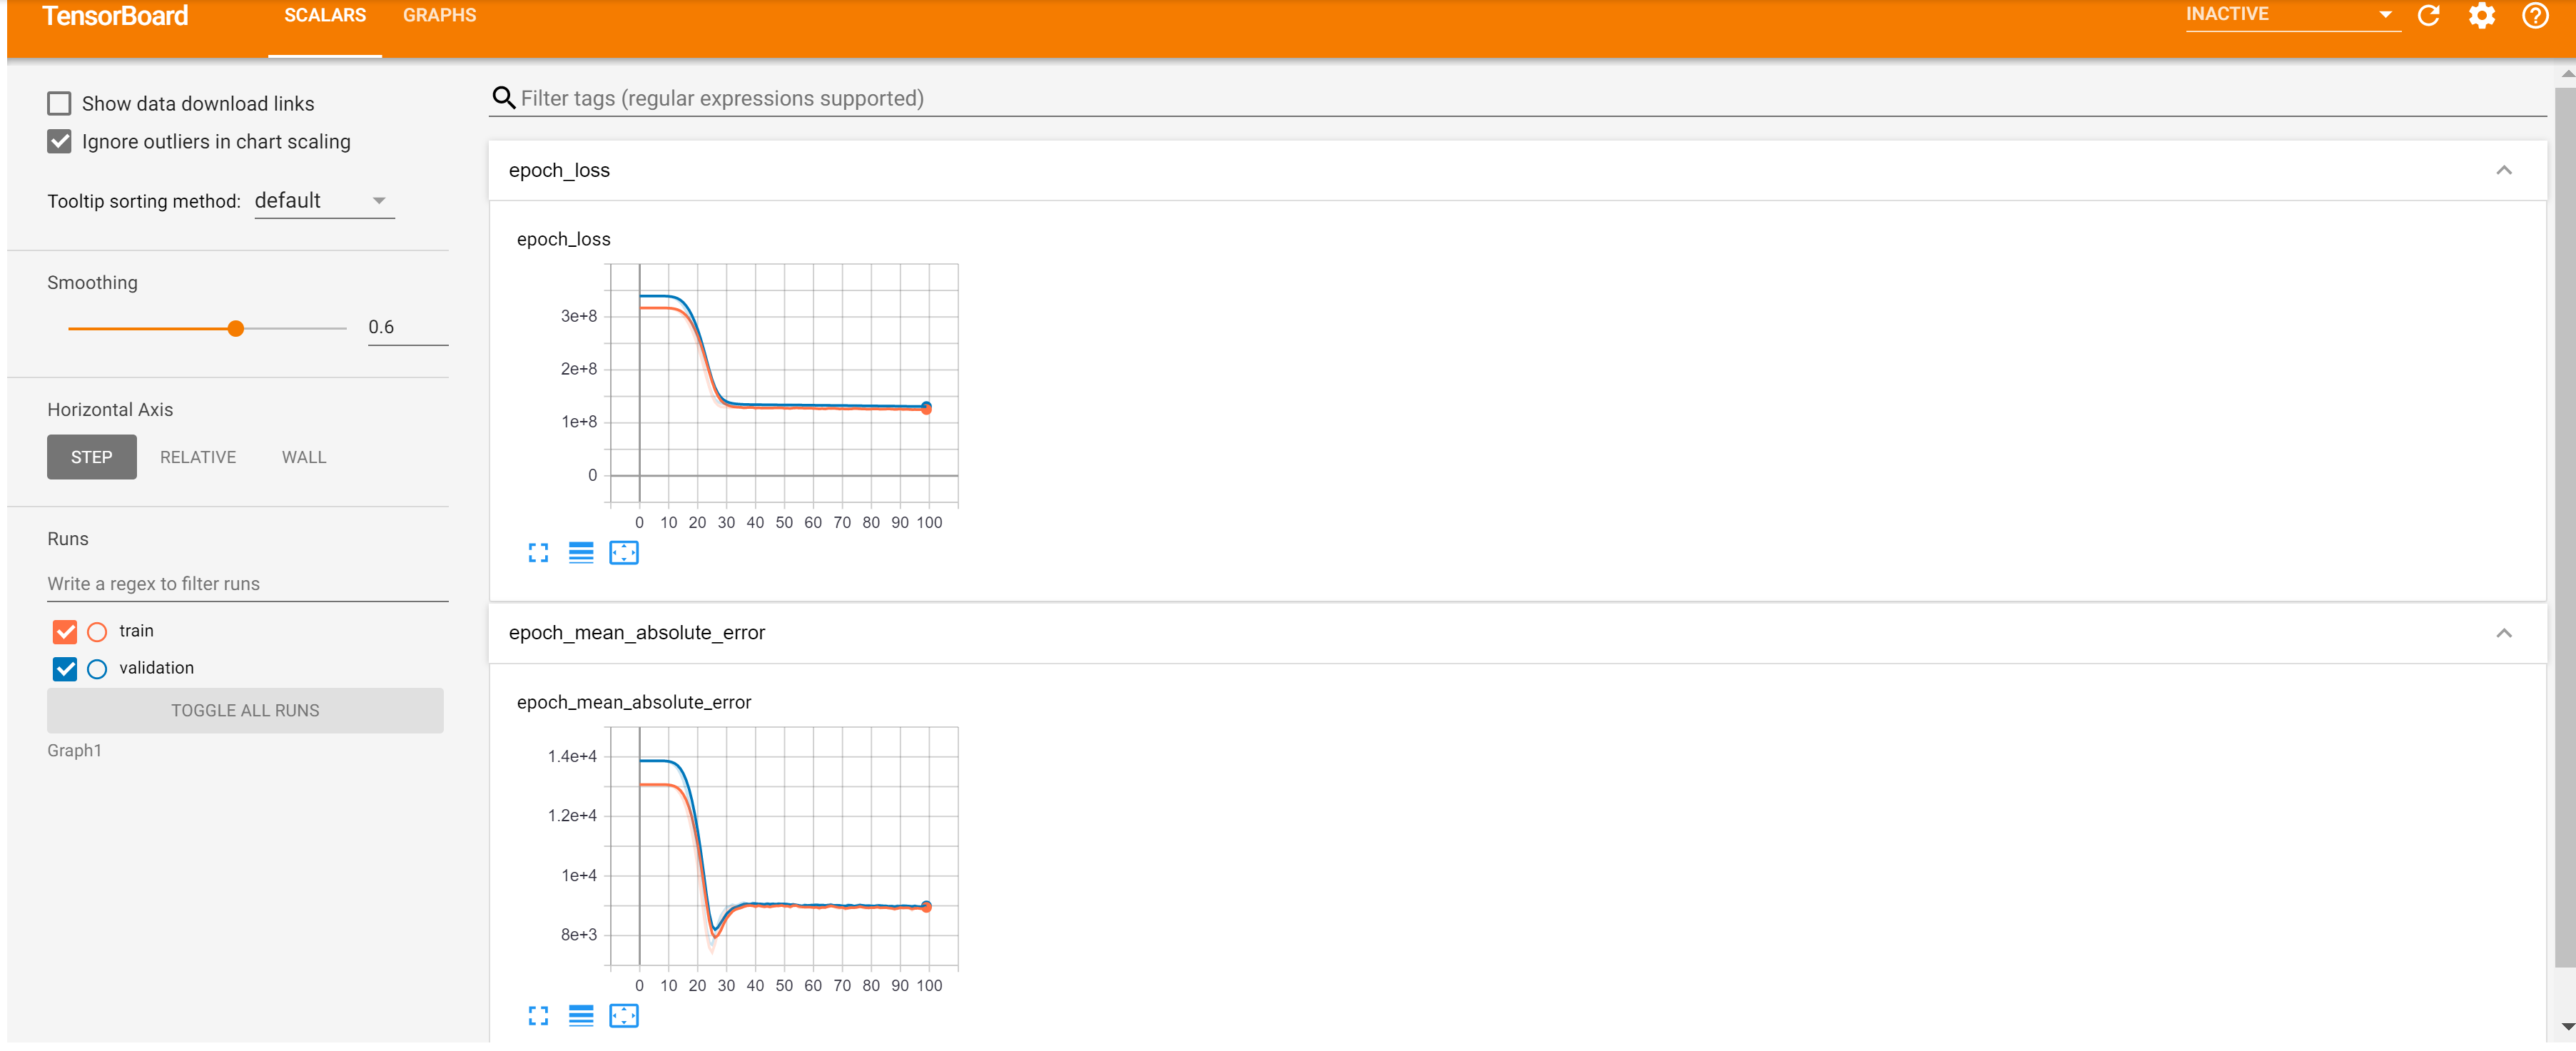 TensorBoard SCALARS GRAPHS INACTIVE
Show data download links
Ignore outliers in chart scaling
Tooltip sorting method: default
Smoothing
0.6
Horizontal Axis
STEP RELATIVE WALL
Runs
Write a regex to filter runs
train
validation
TOGGLE ALL RUNS
Graph1
Filter tags (regular expressions supported)
epoch_loss
epoch_loss
3e+8
2e+8
1e+8
0
0 10 20 30 40 50 60 70 80 90 100
epoch_mean_absolute_error
epoch_mean_absolute_error
1.4e+4
1.2e+4
1e+4
8e+3
0 10 20 30 40 50 60 70 80 90 100